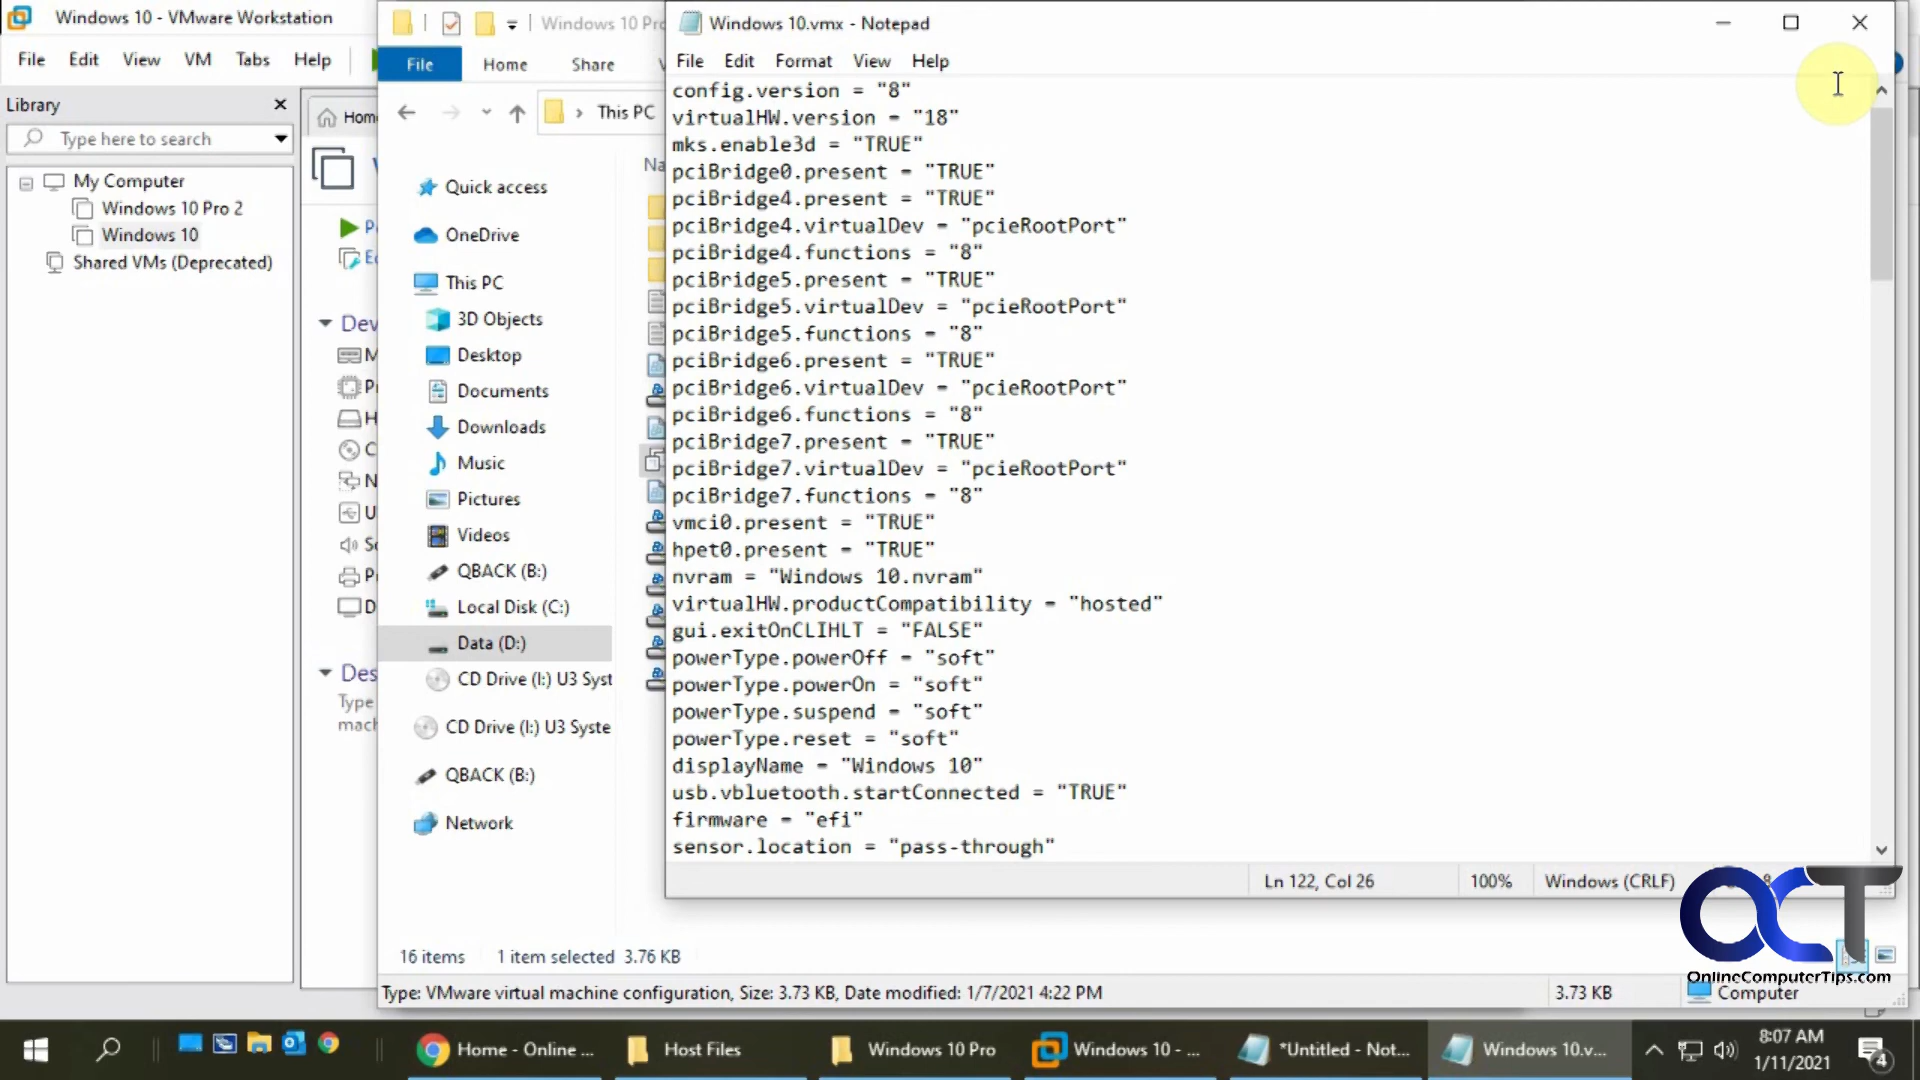 Windows 10 - VMware Workstation
File Edit View VM Tabs Help
Library
Type here to search
My Computer
Windows 10 Pro 2
Windows 10
Shared VMs (Deprecated)
Windows 10 Pro
File Home Share
This PC
Quick access
OneDrive
This PC
3D Objects
Desktop
Documents
Downloads
Music
Pictures
Videos
QBACK (B:)
Local Disk (C:)
Data (D:)
CD Drive (I:) U3 Syst
CD Drive (I:) U3 Syste
QBACK (B:)
Network
16 items 1 item selected 3.76 KB
Type: VMware virtual machine configuration, Size: 3.73 KB, Date modified: 1/7/2021 4:22 PM
3.73 KB
Computer
Windows 10.vmx - Notepad
File Edit Format View Help
config.version = "8"
virtualHW.version = "18"
mks.enable3d = "TRUE"
pciBridge0.present = "TRUE"
pciBridge4.present = "TRUE"
pciBridge4.virtualDev = "pcieRootPort"
pciBridge4.functions = "8"
pciBridge5.present = "TRUE"
pciBridge5.virtualDev = "pcieRootPort"
pciBridge5.functions = "8"
pciBridge6.present = "TRUE"
pciBridge6.virtualDev = "pcieRootPort"
pciBridge6.functions = "8"
pciBridge7.present = "TRUE"
pciBridge7.virtualDev = "pcieRootPort"
pciBridge7.functions = "8"
vmci0.present = "TRUE"
hpet0.present = "TRUE"
nvram = "Windows 10.nvram"
virtualHW.productCompatibility = "hosted"
gui.exitOnCLIHLT = "FALSE"
powerType.powerOff = "soft"
powerType.powerOn = "soft"
powerType.suspend = "soft"
powerType.reset = "soft"
displayName = "Windows 10"
usb.vbluetooth.startConnected = "TRUE"
firmware = "efi"
sensor.location = "pass-through"
Ln 122, Col 26 100% Windows (CRLF)
OCT
OnlineComputerTips.com
Home - Online ...
Host Files
Windows 10 Pro
Windows 10 - ...
*Untitled - Not...
Windows 10.v...
8:07 AM
1/11/2021
4